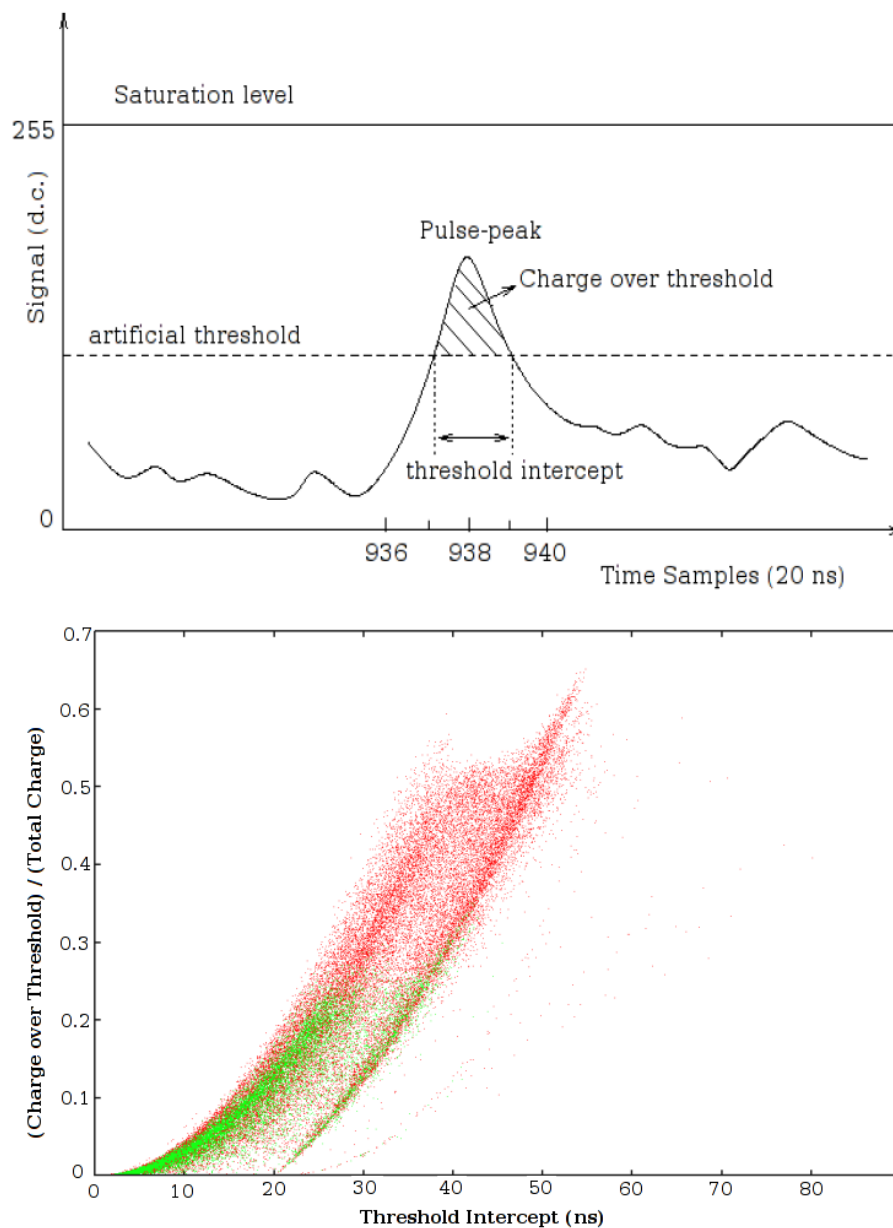 Saturation level
255
Signal (d.c.)
Pulse-peak
Charge over threshold
artificial threshold
threshold intercept
0
936 938 940
Time Samples (20 ns)
0.7
0.6
0.5
0.4
0.3
0.2
0.1
0
(Charge over Threshold) / (Total Charge)
0 10 20 30 40 50 60 70 80
Threshold Intercept (ns)